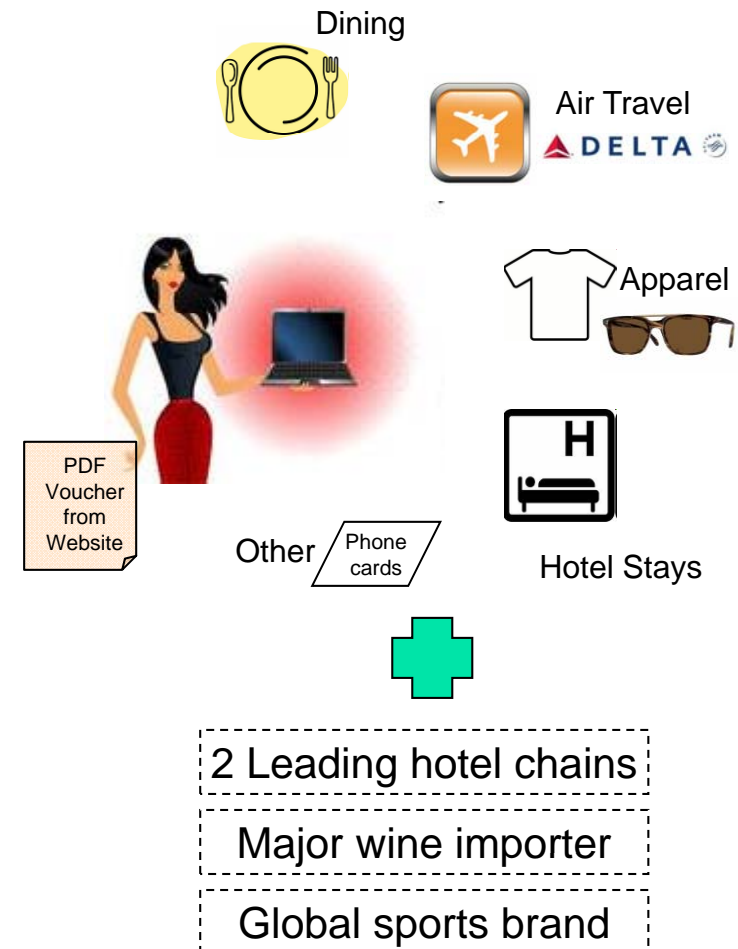 Dining
Air Travel
DELTA
Apparel
H
PDF
Voucher
from
Website
Other
Phone
cards
Hotel Stays
2 Leading hotel chains
Major wine importer
Global sports brand